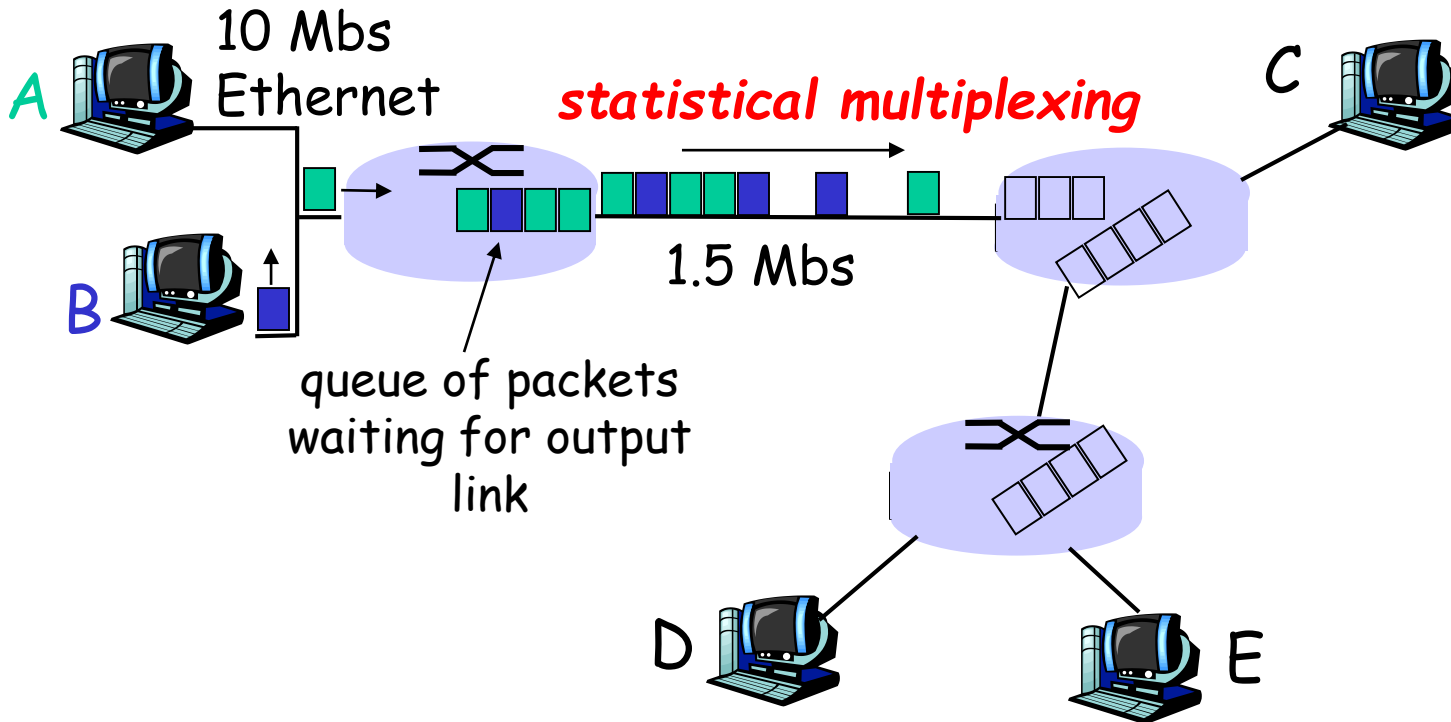 10 Mbs
Ethernet
A
statistical multiplexing
C
B
1.5 Mbs
queue of packets
waiting for output
link
D
E